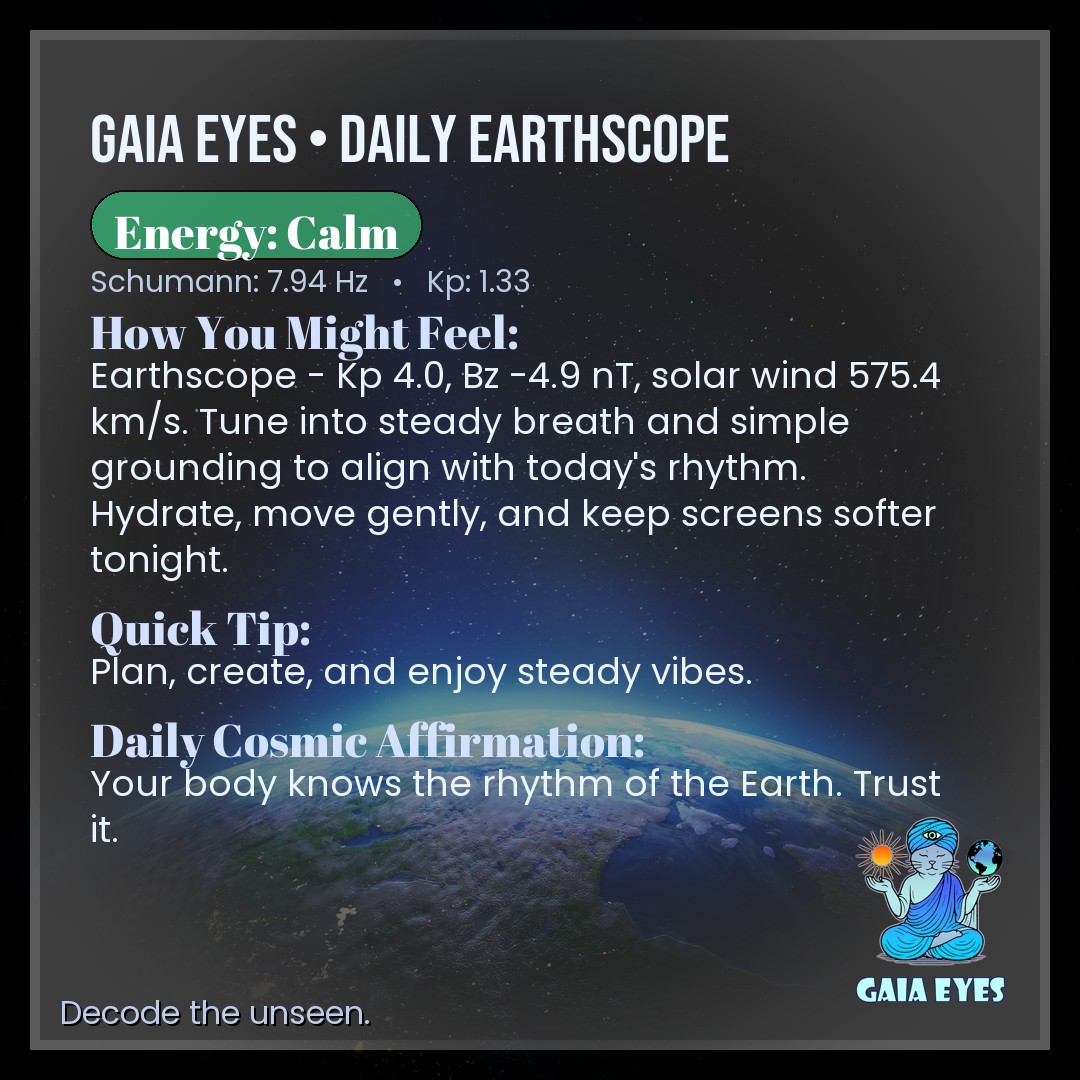 GAIA EYES • DAILY EARTHSCOPE
Energy: Calm
Schumann: 7.94 Hz • Kp: 1.33
How You Might Feel:
Earthscope - Kp 4.0, Bz -4.9 nT, solar wind 575.4
km/s. Tune into steady breath and simple
grounding to align with today's rhythm.
Hydrate, move gently, and keep screens softer
tonight.
Quick Tip:
Plan, create, and enjoy steady vibes.
Daily Cosmic Affirmation:
Your body knows the rhythm of the Earth. Trust
it.
GAIA EYES
Decode the unseen.